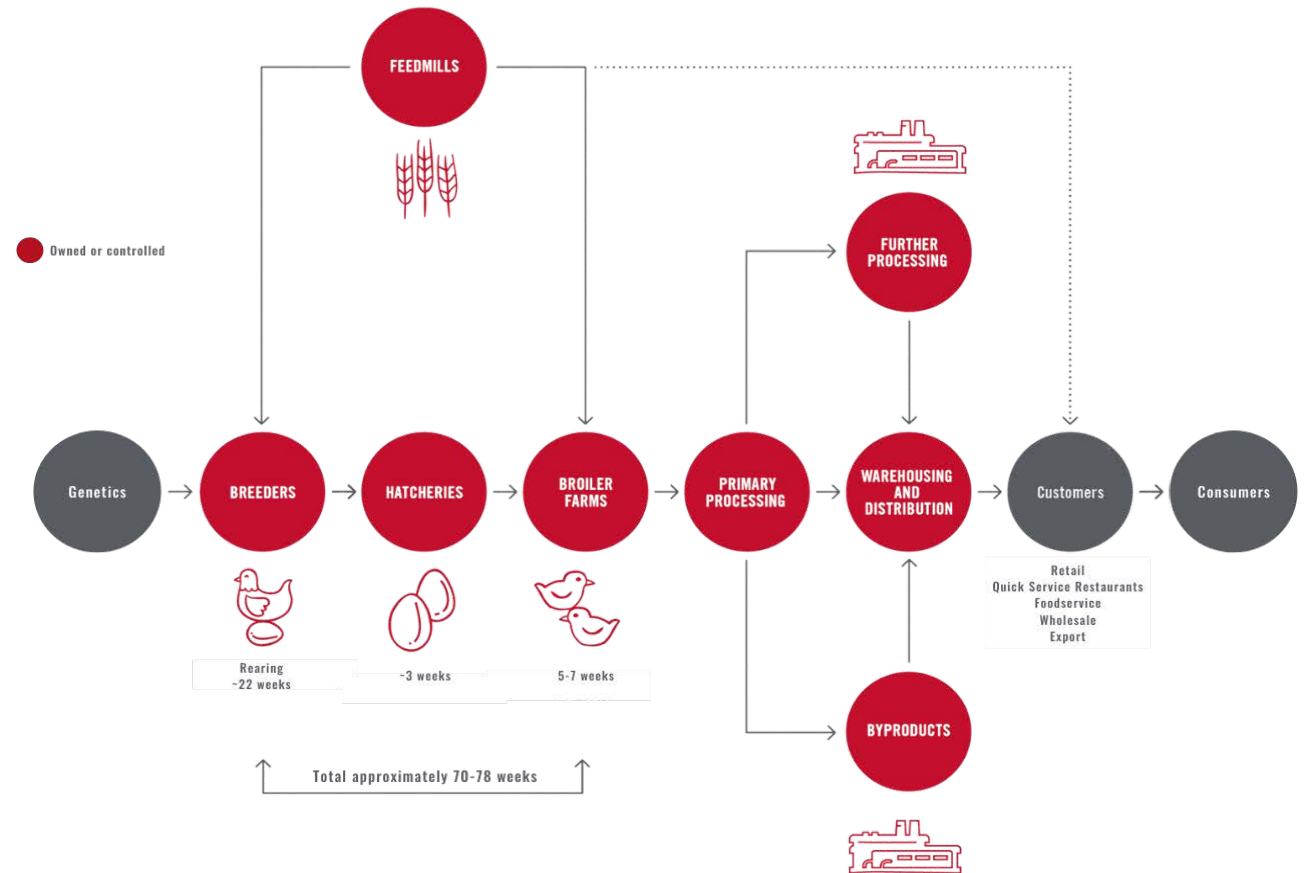 FEEDMILLS
Owned or controlled
FURTHER
PROCESSING
Genetics
BREEDERS
HATCHERIES
BROILER
FARMS
PRIMARY
PROCESSING
WAREHOUSING
AND
DISTRIBUTION
Customers
Consumers
Retail
Quick Service Restaurants
Foodservice
Wholesale
Export
Rearing
~22 weeks
~3 weeks
5-7 weeks
BYPRODUCTS
Total approximately 70-78 weeks